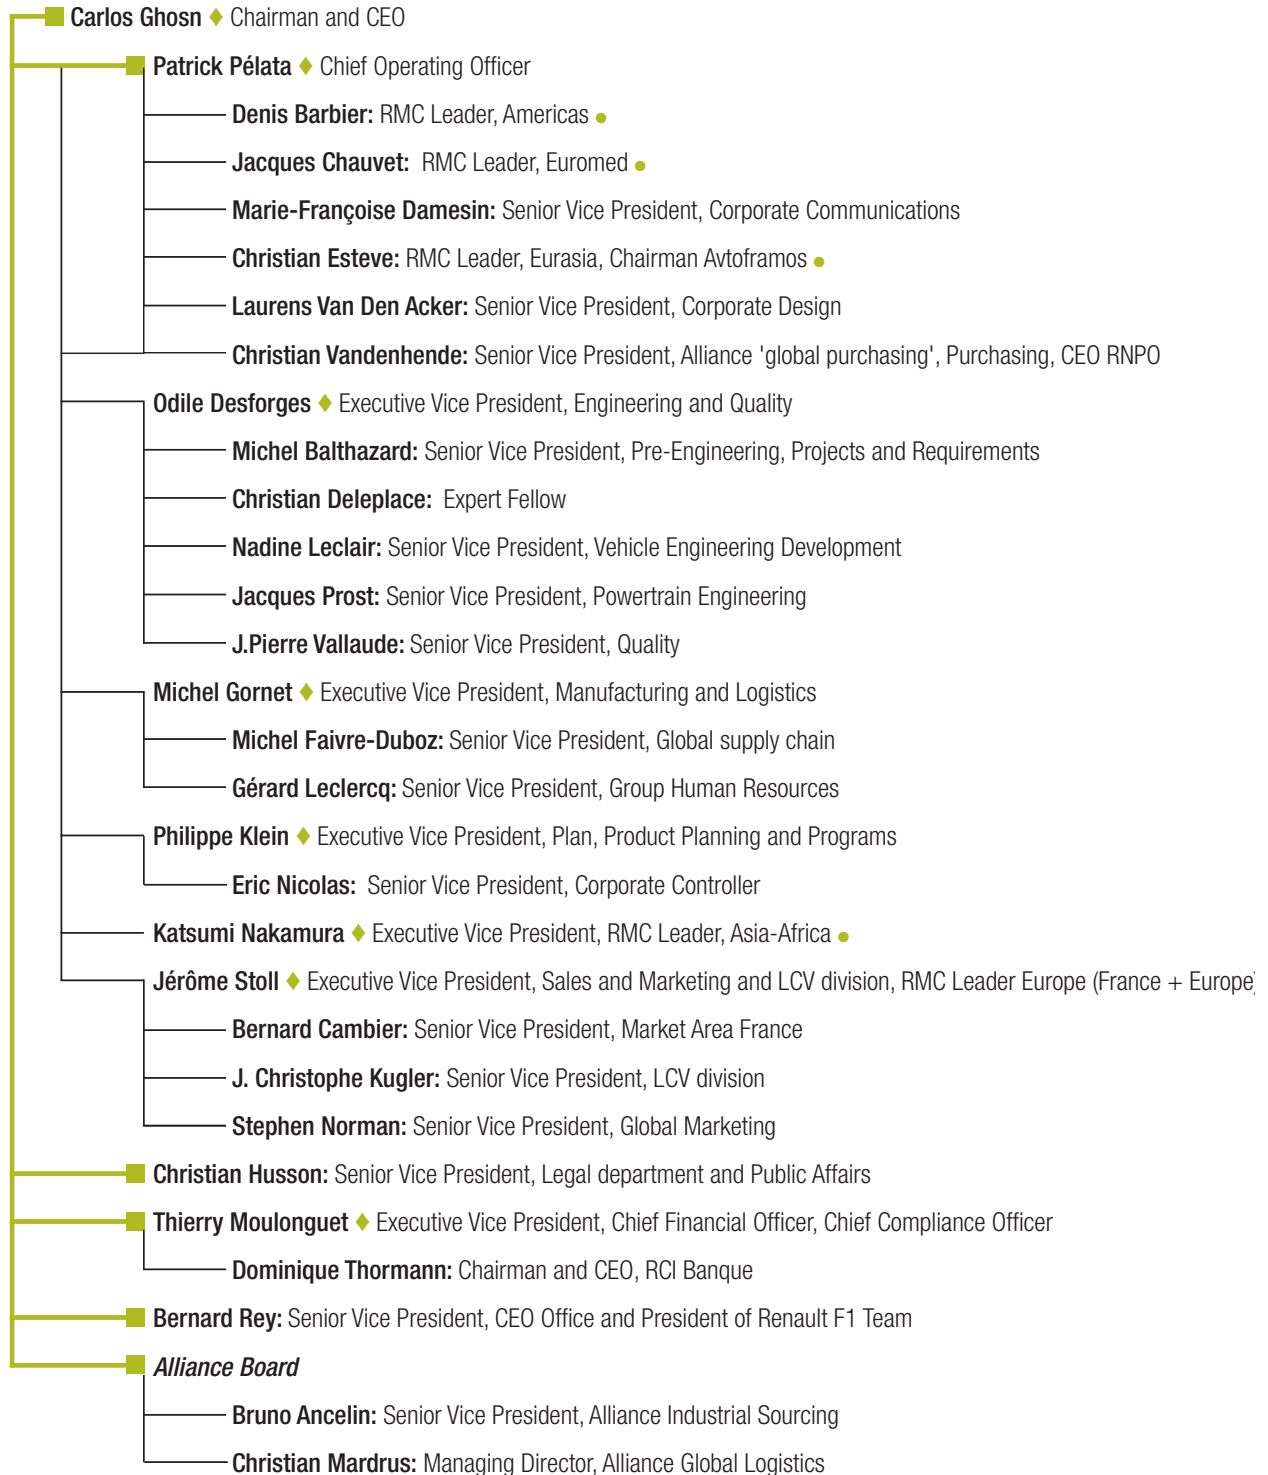 Carlos Ghosn ♦ Chairman and CEO
Patrick Pélata ♦ Chief Operating Officer
Denis Barbier: RMC Leader, Americas ●
Jacques Chauvet: RMC Leader, Euromed ●
Marie-Françoise Damesin: Senior Vice President, Corporate Communications
Christian Esteve: RMC Leader, Eurasia, Chairman Avtoframos ●
Laurens Van Den Acker: Senior Vice President, Corporate Design
Christian Vandenhende: Senior Vice President, Alliance 'global purchasing', Purchasing, CEO RNPO
Odile Desforges ♦ Executive Vice President, Engineering and Quality
Michel Balthazard: Senior Vice President, Pre-Engineering, Projects and Requirements
Christian Deleplace: Expert Fellow
Nadine Leclair: Senior Vice President, Vehicle Engineering Development
Jacques Prost: Senior Vice President, Powertrain Engineering
J.Pierre Vallaude: Senior Vice President, Quality
Michel Gornet ♦ Executive Vice President, Manufacturing and Logistics
Michel Faivre-Duboz: Senior Vice President, Global supply chain
Gérard Leclercq: Senior Vice President, Group Human Resources
Philippe Klein ♦ Executive Vice President, Plan, Product Planning and Programs
Eric Nicolas: Senior Vice President, Corporate Controller
Katsumi Nakamura ♦ Executive Vice President, RMC Leader, Asia-Africa ●
Jérôme Stoll ♦ Executive Vice President, Sales and Marketing and LCV division, RMC Leader Europe (France + Europe)
Bernard Cambier: Senior Vice President, Market Area France
J. Christophe Kugler: Senior Vice President, LCV division
Stephen Norman: Senior Vice President, Global Marketing
Christian Husson: Senior Vice President, Legal department and Public Affairs
Thierry Moulonguet ♦ Executive Vice President, Chief Financial Officer, Chief Compliance Officer
Dominique Thormann: Chairman and CEO, RCI Banque
Bernard Rey: Senior Vice President, CEO Office and President of Renault F1 Team
Alliance Board
Bruno Ancelin: Senior Vice President, Alliance Industrial Sourcing
Christian Mardrus: Managing Director, Alliance Global Logistics